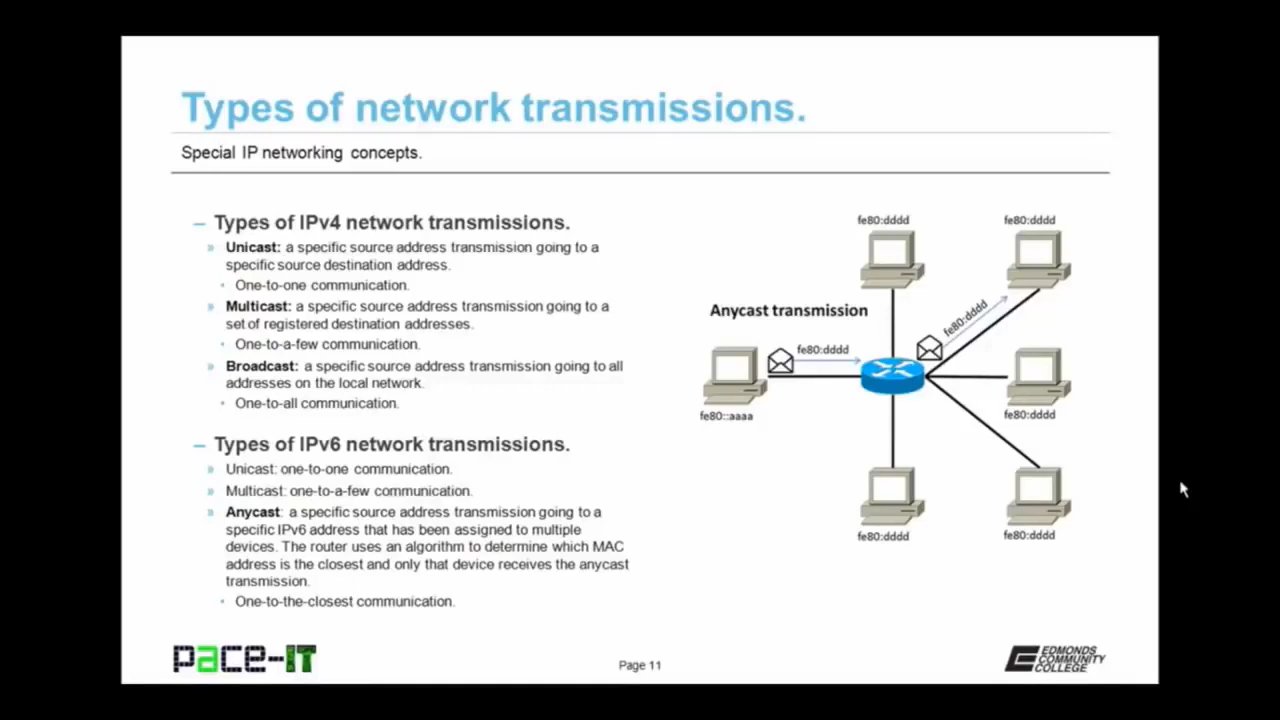 Types of network transmissions.
Special IP networking concepts.
– Types of IPv4 network transmissions.
» Unicast: a specific source address transmission going to a
specific source destination address.
• One-to-one communication.
» Multicast: a specific source address transmission going to a
set of registered destination addresses.
• One-to-a-few communication.
» Broadcast: a specific source address transmission going to all
addresses on the local network.
• One-to-all communication.
– Types of IPv6 network transmissions.
» Unicast: one-to-one communication.
» Multicast: one-to-a-few communication.
» Anycast: a specific source address transmission going to a
specific IPv6 address that has been assigned to multiple
devices. The router uses an algorithm to determine which MAC
address is the closest and only that device receives the anycast
transmission.
• One-to-the-closest communication.
fe80:dddd
fe80:dddd
Anycast transmission
fe80:dddd
fe80:dddd
fe80::aaaa
fe80:dddd
fe80:dddd
fe80:dddd
pace-IT
Page 11
EDMONDS
COMMUNITY
COLLEGE